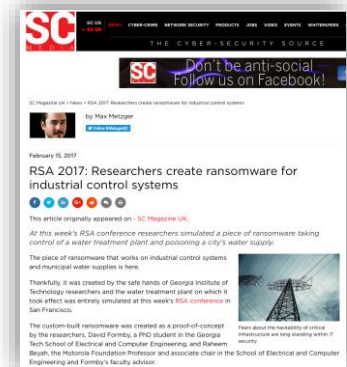 SC
MEDIA
SC US
SC UK
NEWS CYBER-CRIME NETWORK SECURITY PRODUCTS JOBS VIDEO EVENTS WHITEPAPERS
THE CYBER-SECURITY SOURCE
SC Don't be anti-social
Follow us on Facebook!
SC Magazine UK > News > RSA 2017: Researchers create ransomware for industrial control systems
by Max Metzger
Follow @MetzgerSC
February 15, 2017
RSA 2017: Researchers create ransomware for
industrial control systems
This article originally appeared on - SC Magazine UK.
At this week's RSA conference researchers simulated a piece of ransomware taking
control of a water treatment plant and poisoning a city's water supply.
The piece of ransomware that works on industrial control systems
and municipal water supplies is here.
Thankfully, it was created by the safe hands of Georgia Institute of
Technology researchers and the water treatment plant on which it
took effect was entirely simulated at this week's RSA conference in
San Francisco.
Fears about the hackability of critical
infrastructure are long standing within IT
security
The custom-built ransomware was created as a proof-of-concept
by the researchers, David Formby, a PhD student in the Georgia
Tech School of Electrical and Computer Engineering, and Raheem
Beyah, the Motorola Foundation Professor and associate chair in the School of Electrical and Computer
Engineering and Formby's faculty advisor.